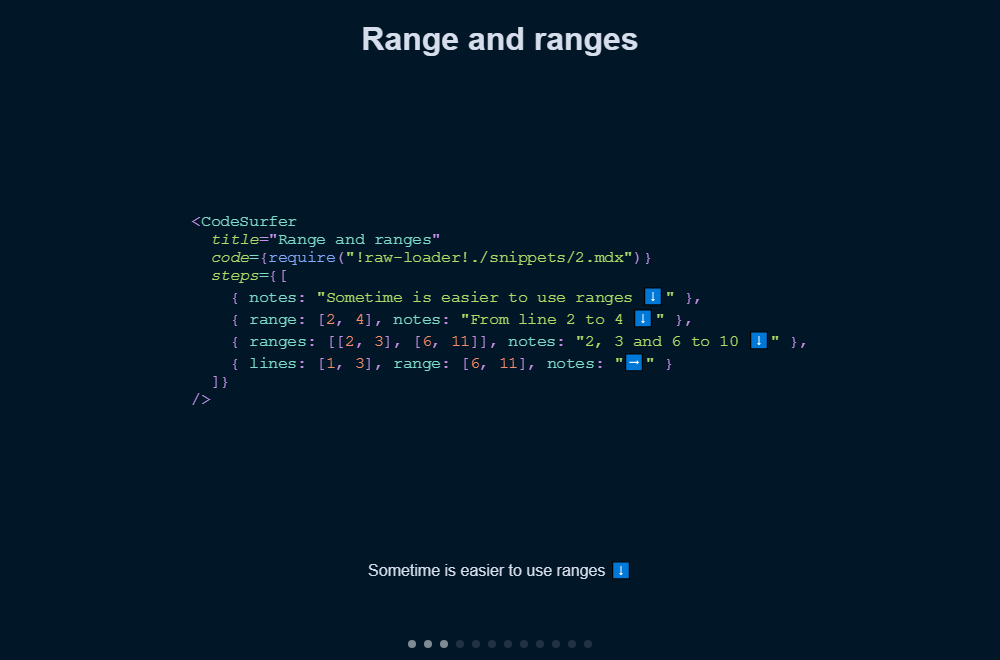 Range and ranges
<CodeSurfer
  title="Range and ranges"
  code={require("!raw-loader!./snippets/2.mdx")}
  steps={[
    { notes: "Sometime is easier to use ranges ⬇️" },
    { range: [2, 4], notes: "From line 2 to 4 ⬇️" },
    { ranges: [[2, 3], [6, 11]], notes: "2, 3 and 6 to 10 ⬇️" },
    { lines: [1, 3], range: [6, 11], notes: "➡️" }
  ]}
/>
Sometime is easier to use ranges ⬇️